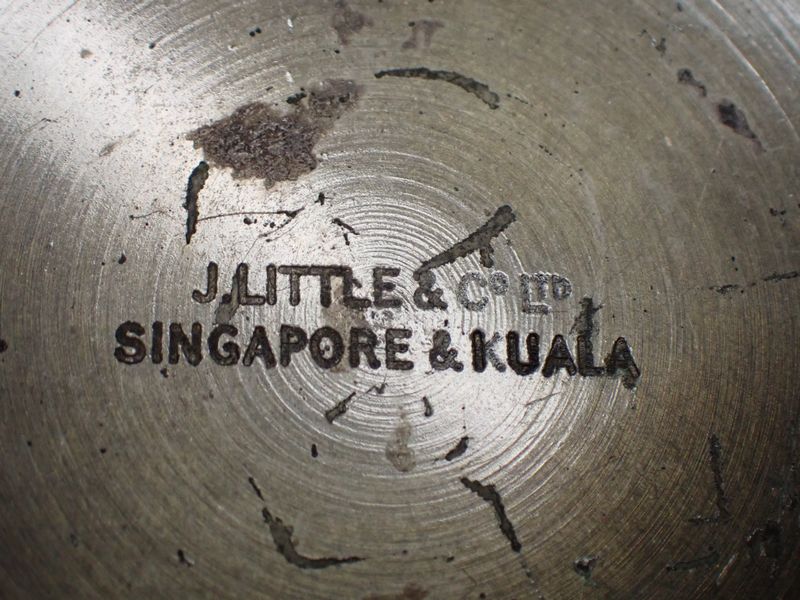 J. LITTLE & Co LTD
SINGAPORE & KUALA